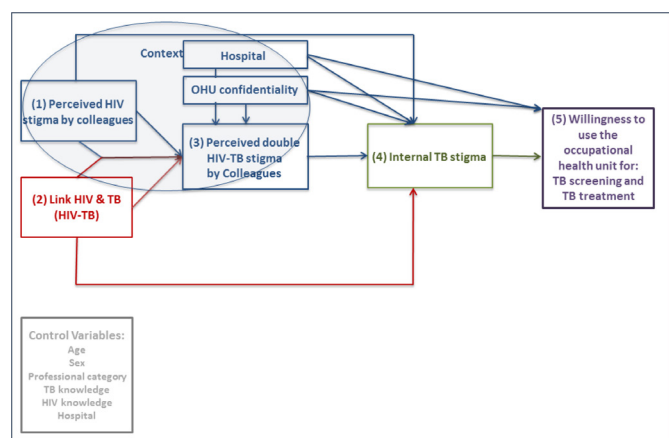 Context
Hospital
OHU confidentiality
(1) Perceived HIV
stigma by colleagues
(3) Perceived double
HIV-TB stigma
by Colleagues
(4) Internal TB stigma
(5) Willingness to
use the
occupational
health unit for:
TB screening and
TB treatment
(2) Link HIV & TB
(HIV-TB)
Control Variables:
Age
Sex
Professional category
TB knowledge
HIV knowledge
Hospital